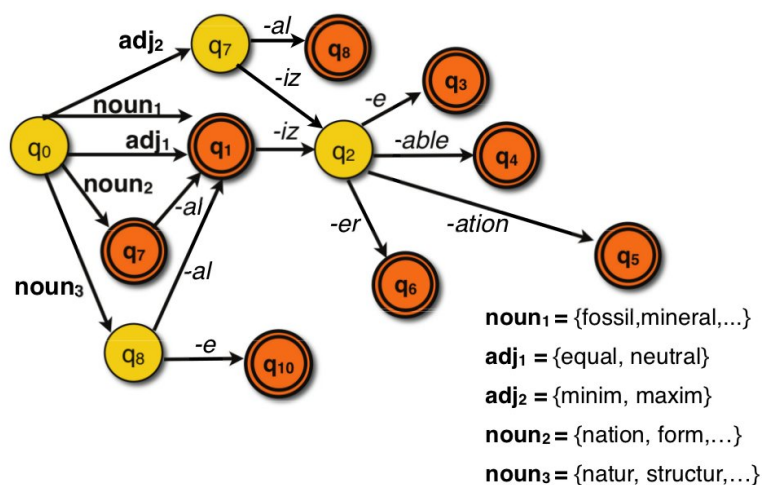 adj₂
q₇
-al
q₈
-iz
q₃
-e
noun₁
q₀
adj₁
q₁
-iz
q₂
-able
q₄
noun₂
-al
q₇
-er
-ation
q₅
-al
q₆
noun₃
q₈
-e
q₁₀
noun₁ = {fossil,mineral,...}
adj₁ = {equal, neutral}
adj₂ = {minim, maxim}
noun₂ = {nation, form,...}
noun₃ = {natur, structur,...}